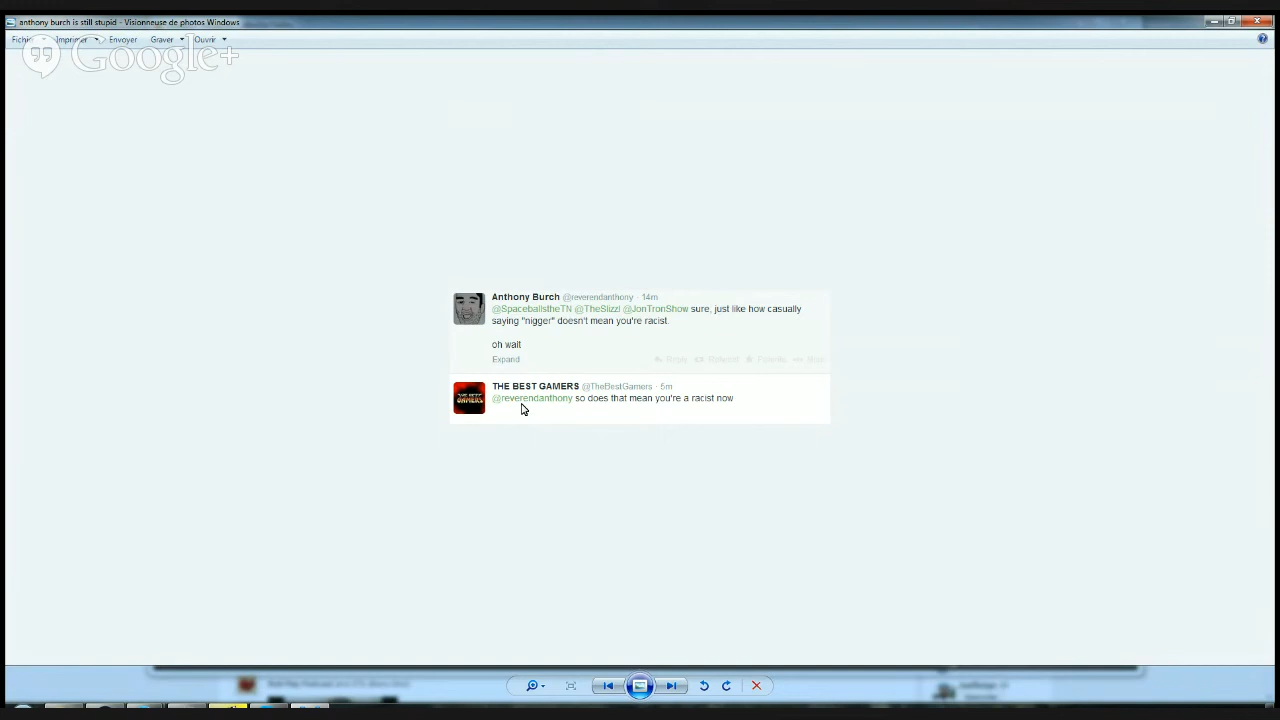 anthony burch is still stupid - Visionneuse de photos Windows
Fichier Imprimer Envoyer Graver Ouvrir
Google+
Anthony Burch @reverendanthony · 14m
@SpaceballstheTN @TheSlizzl @JonTronShow sure, just like how casually
saying "nigger" doesn't mean you're racist.
oh wait
Expand
THE BEST GAMERS @TheBestGamers · 5m
@reverendanthony so does that mean you're a racist now